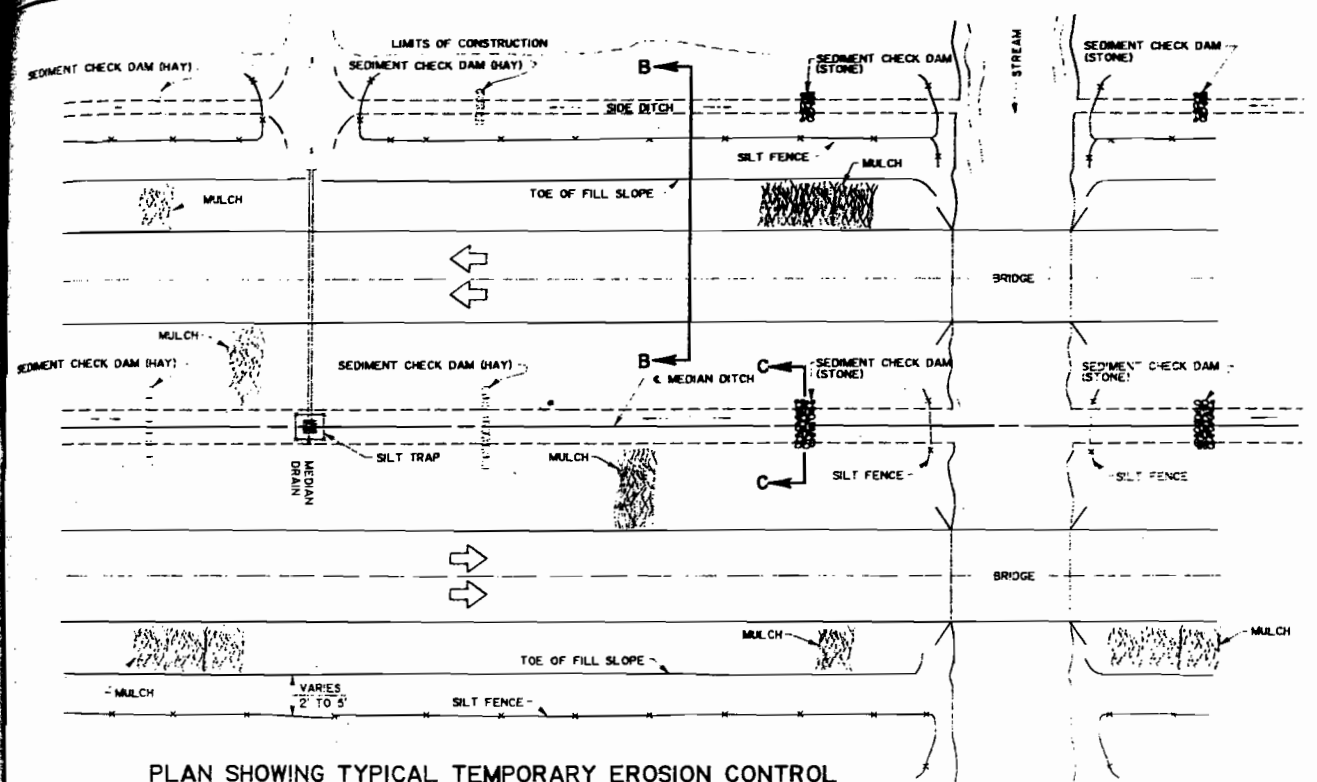 LIMITS OF CONSTRUCTION
SEDIMENT CHECK DAM (HAY)
SEDIMENT CHECK DAM (HAY)
B
SEDIMENT CHECK DAM
(STONE)
STREAM
SEDIMENT CHECK DAM
(STONE)
SIDE DITCH
SILT FENCE
MULCH
MULCH
TOE OF FILL SLOPE
BRIDGE
MULCH
SEDIMENT CHECK DAM (HAY)
SEDIMENT CHECK DAM (HAY)
B
C
SEDIMENT CHECK DAM
(STONE)
SEDIMENT CHECK DAM
(STONE)
℄ MEDIAN DITCH
SILT TRAP
MEDIAN
DRAIN
MULCH
C
SILT FENCE
SILT FENCE
BRIDGE
MULCH
MULCH
TOE OF FILL SLOPE
MULCH
VARIES
2' TO 5'
SILT FENCE
PLAN SHOWING TYPICAL TEMPORARY EROSION CONTROL